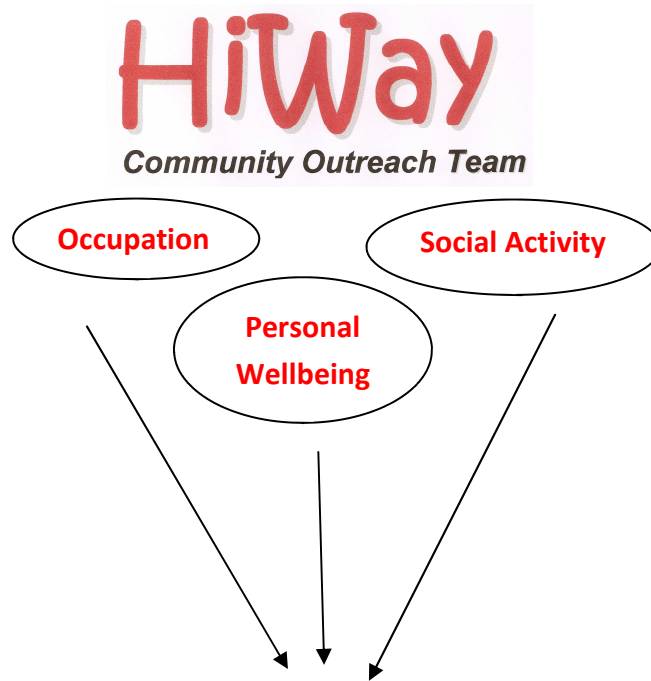 HiWay
Community Outreach Team
Occupation
Social Activity
Personal
Wellbeing